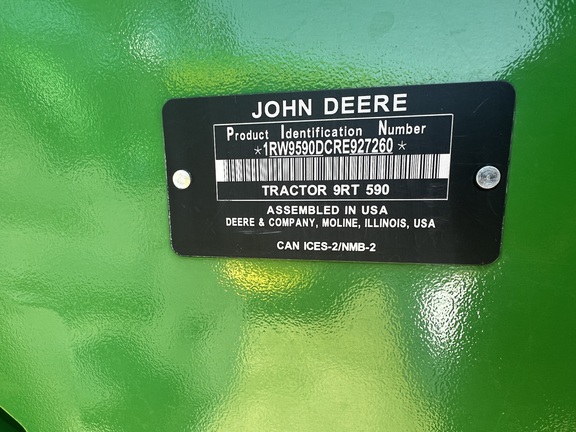 JOHN DEERE
Product Identification Number
*1RW9590DCRE927260*
TRACTOR 9RT 590
ASSEMBLED IN USA
DEERE & COMPANY, MOLINE, ILLINOIS, USA
CAN ICES-2/NMB-2